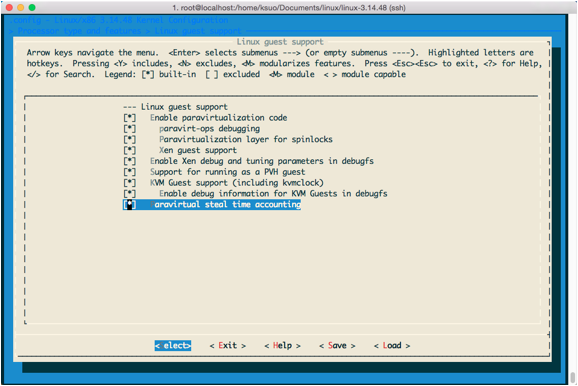 1. root@localhost:/home/ksuo/Documents/linux/linux-3.14.48 (ssh)
.config - Linux/x86 3.14.48 Kernel Configuration
> Processor type and features > Linux guest support
Linux guest support
Arrow keys navigate the menu. <Enter> selects submenus ---> (or empty submenus ----). Highlighted letters are
hotkeys. Pressing <Y> includes, <N> excludes, <M> modularizes features. Press <Esc><Esc> to exit, <?> for Help,
</> for Search. Legend: [*] built-in [ ] excluded <M> module < > module capable
--- Linux guest support
[*] Enable paravirtualization code
[*] paravirt-ops debugging
[*] Paravirtualization layer for spinlocks
[*] Xen guest support
[*] Enable Xen debug and tuning parameters in debugfs
[*] Support for running as a PVH guest
[*] KVM Guest support (including kvmclock)
[*] Enable debug information for KVM Guests in debugfs
[*] aravirtual steal time accounting
< elect> < Exit > < Help > < Save > < Load >